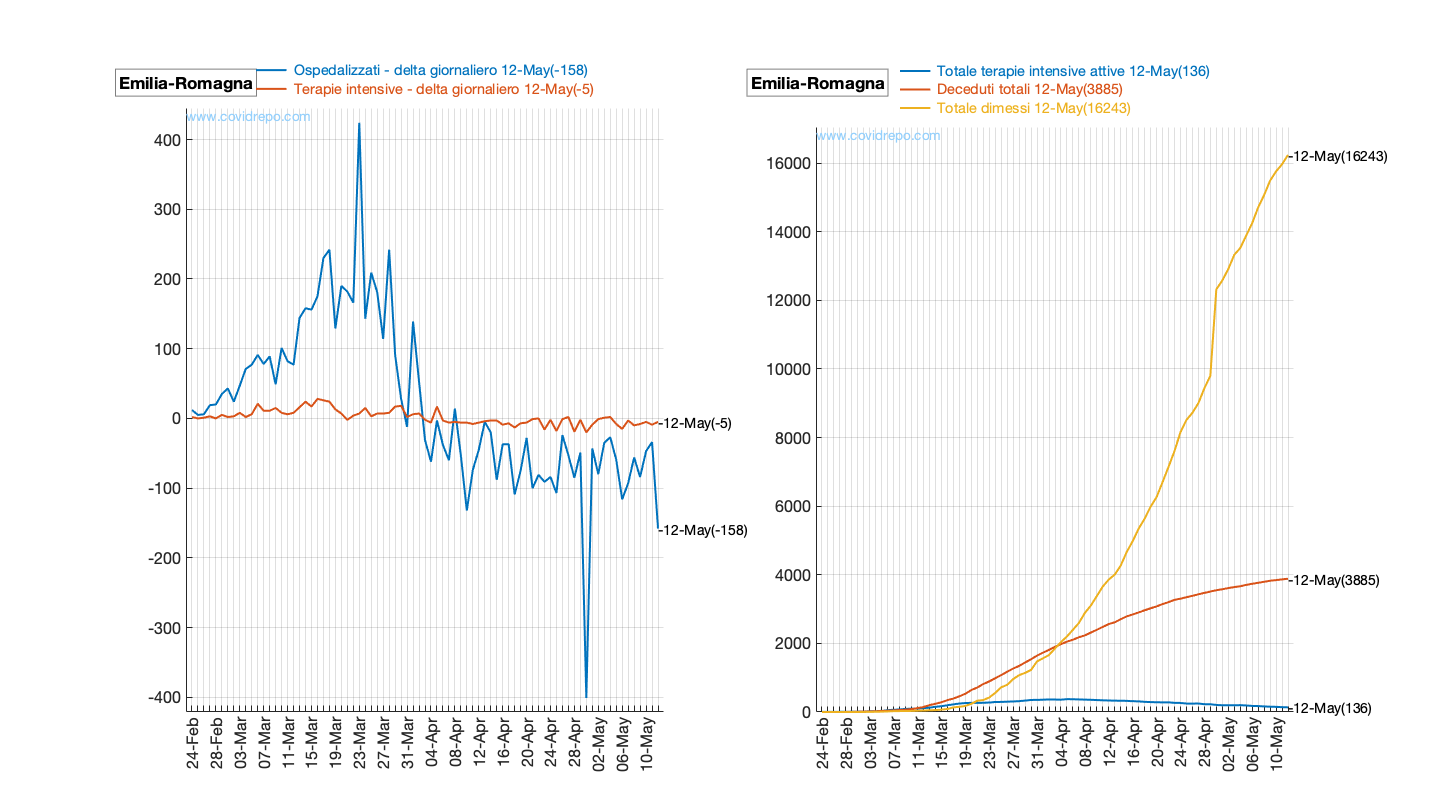 Emilia-Romagna
Ospedalizzati - delta giornaliero 12-May(-158)
Terapie intensive - delta giornaliero 12-May(-5)
www.covidrepo.com
400
300
200
100
0
-100
-200
-300
-400
12-May(-5)
12-May(-158)
24-Feb
28-Feb
03-Mar
07-Mar
11-Mar
15-Mar
19-Mar
23-Mar
27-Mar
31-Mar
04-Apr
08-Apr
12-Apr
16-Apr
20-Apr
24-Apr
28-Apr
02-May
06-May
10-May
Emilia-Romagna
Totale terapie intensive attive 12-May(136)
Deceduti totali 12-May(3885)
Totale dimessi 12-May(16243)
www.covidrepo.com
16000
14000
12000
10000
8000
6000
4000
2000
0
12-May(16243)
12-May(3885)
12-May(136)
24-Feb
28-Feb
03-Mar
07-Mar
11-Mar
15-Mar
19-Mar
23-Mar
27-Mar
31-Mar
04-Apr
08-Apr
12-Apr
16-Apr
20-Apr
24-Apr
28-Apr
02-May
06-May
10-May